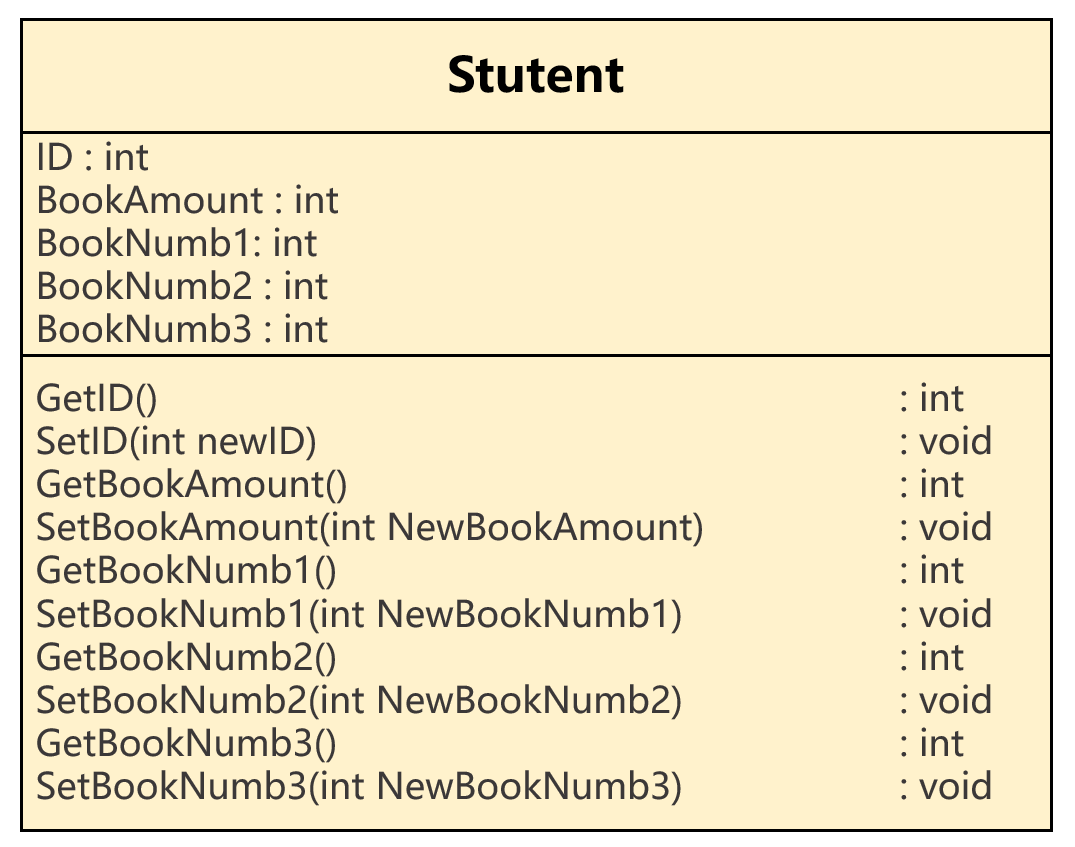 Stutent
ID : int
BookAmount : int
BookNumb1: int
BookNumb2 : int
BookNumb3 : int
GetID() : int
SetID(int newID) : void
GetBookAmount() : int
SetBookAmount(int NewBookAmount) : void
GetBookNumb1() : int
SetBookNumb1(int NewBookNumb1) : void
GetBookNumb2() : int
SetBookNumb2(int NewBookNumb2) : void
GetBookNumb3() : int
SetBookNumb3(int NewBookNumb3) : void